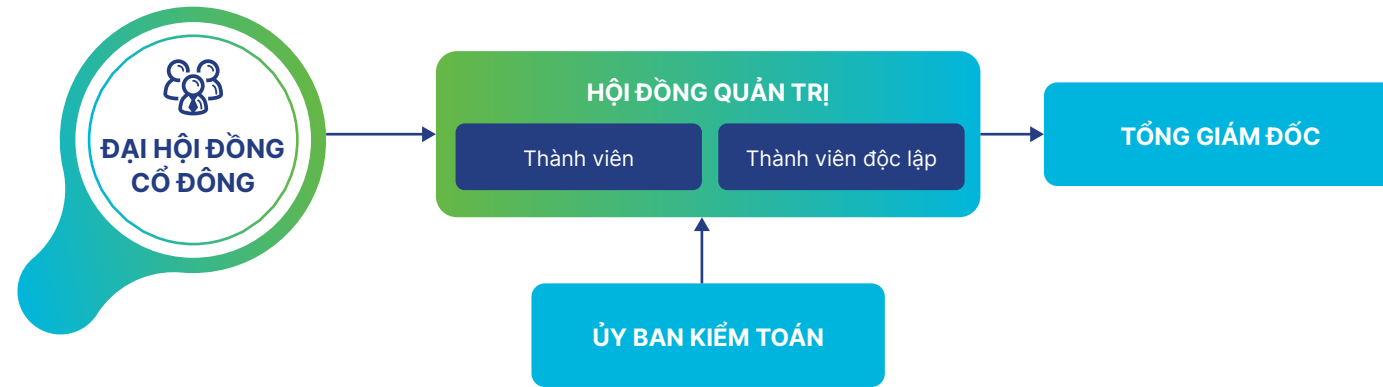 ĐẠI HỘI ĐỒNG
CỔ ĐÔNG
HỘI ĐỒNG QUẢN TRỊ
Thành viên
Thành viên độc lập
TỔNG GIÁM ĐỐC
ỦY BAN KIỂM TOÁN